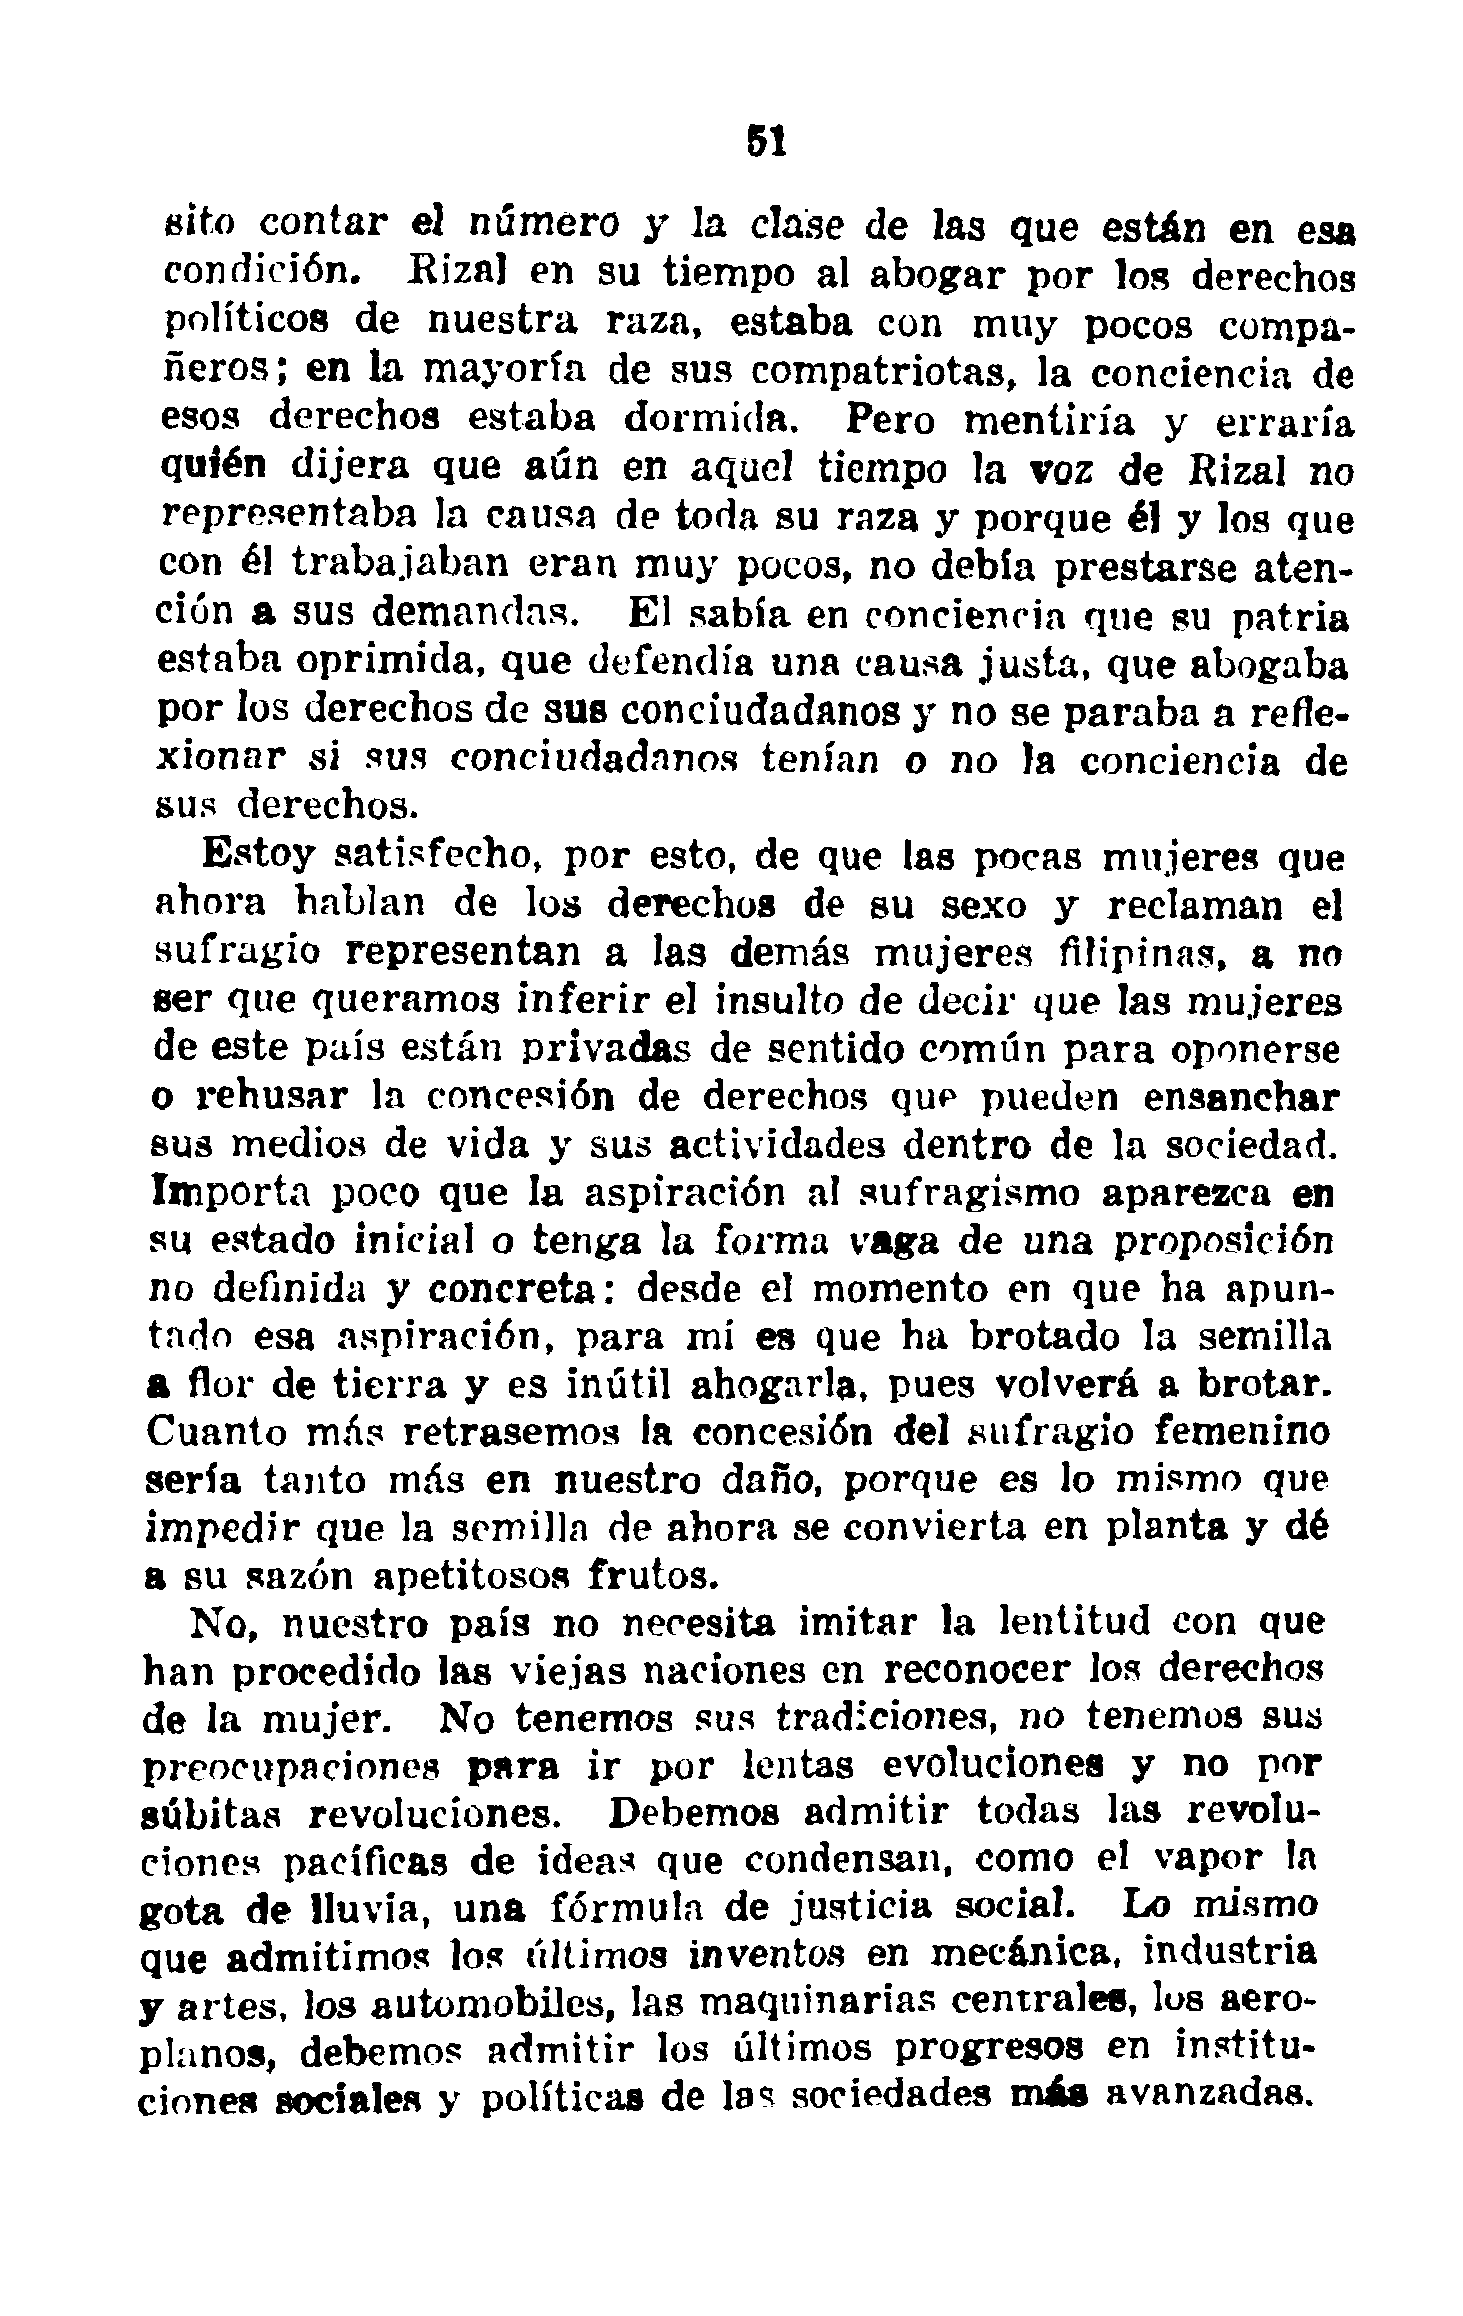 51
sito contar el número y la clase de las que están en esa
condición. Rizal en su tiempo al abogar por los derechos
políticos de nuestra raza, estaba con muy pocos compa-
ñeros; en la mayoría de sus compatriotas, la conciencia de
esos derechos estaba dormida. Pero mentiría y erraría
quién dijera que aún en aquel tiempo la voz de Rizal no
representaba la causa de toda su raza y porque él y los que
con él trabajaban eran muy pocos, no debía prestarse aten-
ción a sus demandas. El sabía en conciencia que su patria
estaba oprimida, que defendía una causa justa, que abogaba
por los derechos de sus conciudadanos y no se paraba a refle-
xionar si sus conciudadanos tenían o no la conciencia de
sus derechos.
Estoy satisfecho, por esto, de que las pocas mujeres que
ahora hablan de los derechos de su sexo y reclaman el
sufragio representan a las demás mujeres filipinas, a no
ser que queramos inferir el insulto de decir que las mujeres
de este país están privadas de sentido común para oponerse
o rehusar la concesión de derechos que pueden ensanchar
sus medios de vida y sus actividades dentro de la sociedad.
Importa poco que la aspiración al sufragismo aparezca en
su estado inicial o tenga la forma vaga de una proposición
no definida y concreta: desde el momento en que ha apun-
tado esa aspiración, para mí es que ha brotado la semilla
a flor de tierra y es inútil ahogarla, pues volverá a brotar.
Cuanto más retrasemos la concesión del sufragio femenino
sería tanto más en nuestro daño, porque es lo mismo que
impedir que la semilla de ahora se convierta en planta y dé
a su sazón apetitosos frutos.
No, nuestro país no necesita imitar la lentitud con que
han procedido las viejas naciones en reconocer los derechos
de la mujer. No tenemos sus tradiciones, no tenemos sus
preocupaciones para ir por lentas evoluciones y no por
súbitas revoluciones. Debemos admitir todas las revolu-
ciones pacíficas de ideas que condensan, como el vapor la
gota de lluvia, una fórmula de justicia social. Lo mismo
que admitimos los últimos inventos en mecánica, industria
y artes, los automobiles, las maquinarias centrales, los aero-
planos, debemos admitir los últimos progresos en institu-
ciones sociales y políticas de las sociedades más avanzadas.